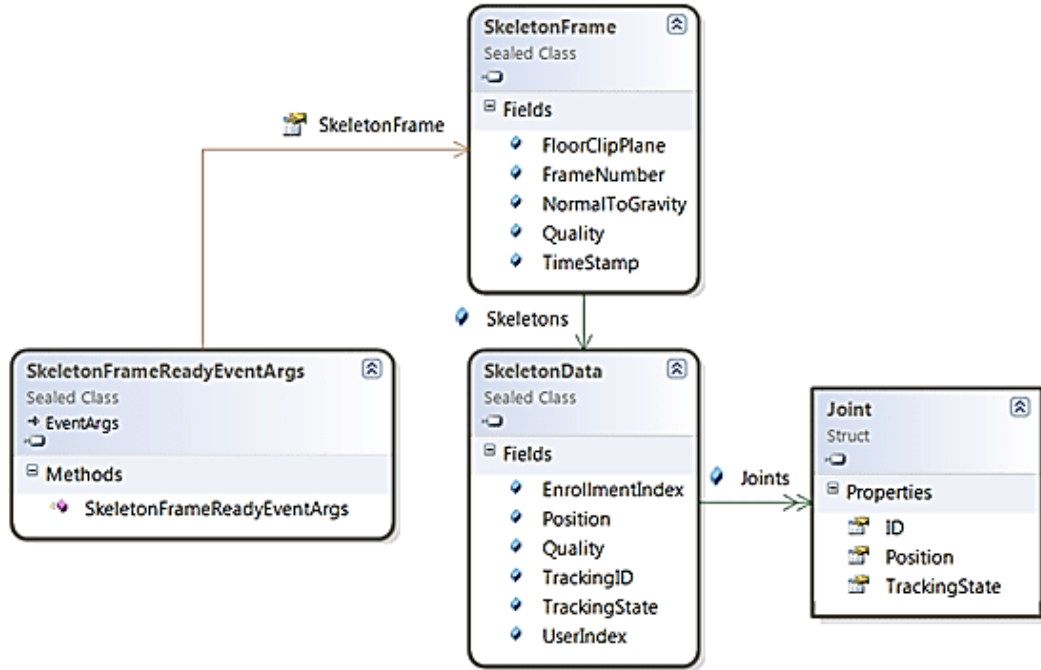 SkeletonFrame
Sealed Class
Fields
FloorClipPlane
FrameNumber
NormalToGravity
Quality
TimeStamp
SkeletonFrame
Skeletons
SkeletonFrameReadyEventArgs
Sealed Class
EventArgs
Methods
SkeletonFrameReadyEventArgs
SkeletonData
Sealed Class
Fields
EnrollmentIndex
Position
Quality
TrackingID
TrackingState
UserIndex
Joints
Joint
Struct
Properties
ID
Position
TrackingState